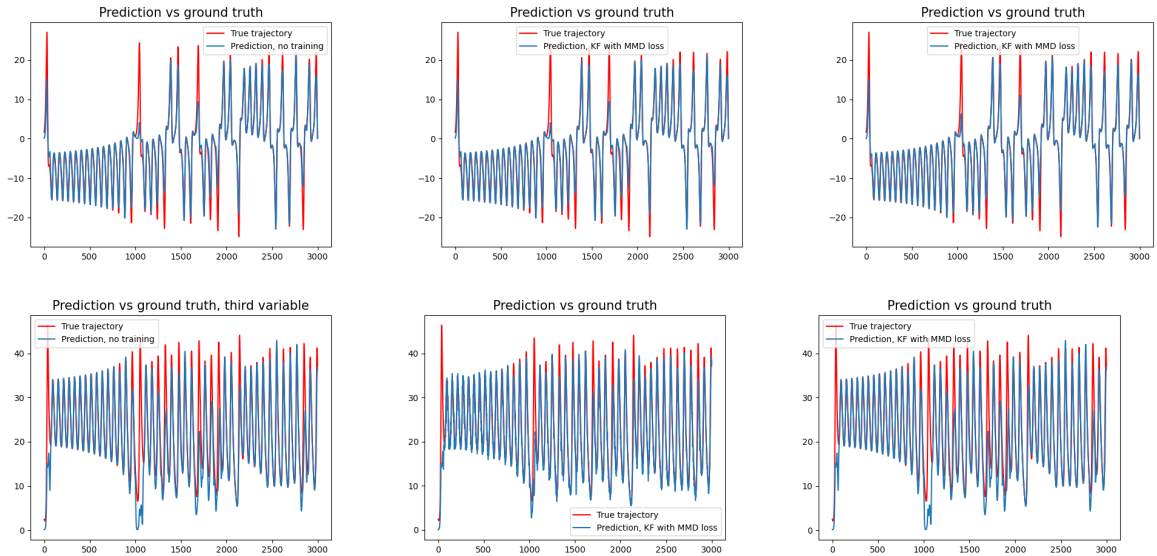 Prediction vs ground truth
True trajectory
Prediction, no training
20
10
0
−10
−20
0 500 1000 1500 2000 2500 3000
Prediction vs ground truth
True trajectory
Prediction, KF with MMD loss
20
10
0
−10
−20
0 500 1000 1500 2000 2500 3000
Prediction vs ground truth
True trajectory
Prediction, KF with MMD loss
20
10
0
−10
−20
0 500 1000 1500 2000 2500 3000
Prediction vs ground truth, third variable
True trajectory
Prediction, no training
40
30
20
10
0
0 500 1000 1500 2000 2500 3000
Prediction vs ground truth
40
30
20
10
0
True trajectory
Prediction, KF with MMD loss
0 500 1000 1500 2000 2500 3000
Prediction vs ground truth
True trajectory
Prediction, KF with MMD loss
40
30
20
10
0
0 500 1000 1500 2000 2500 3000